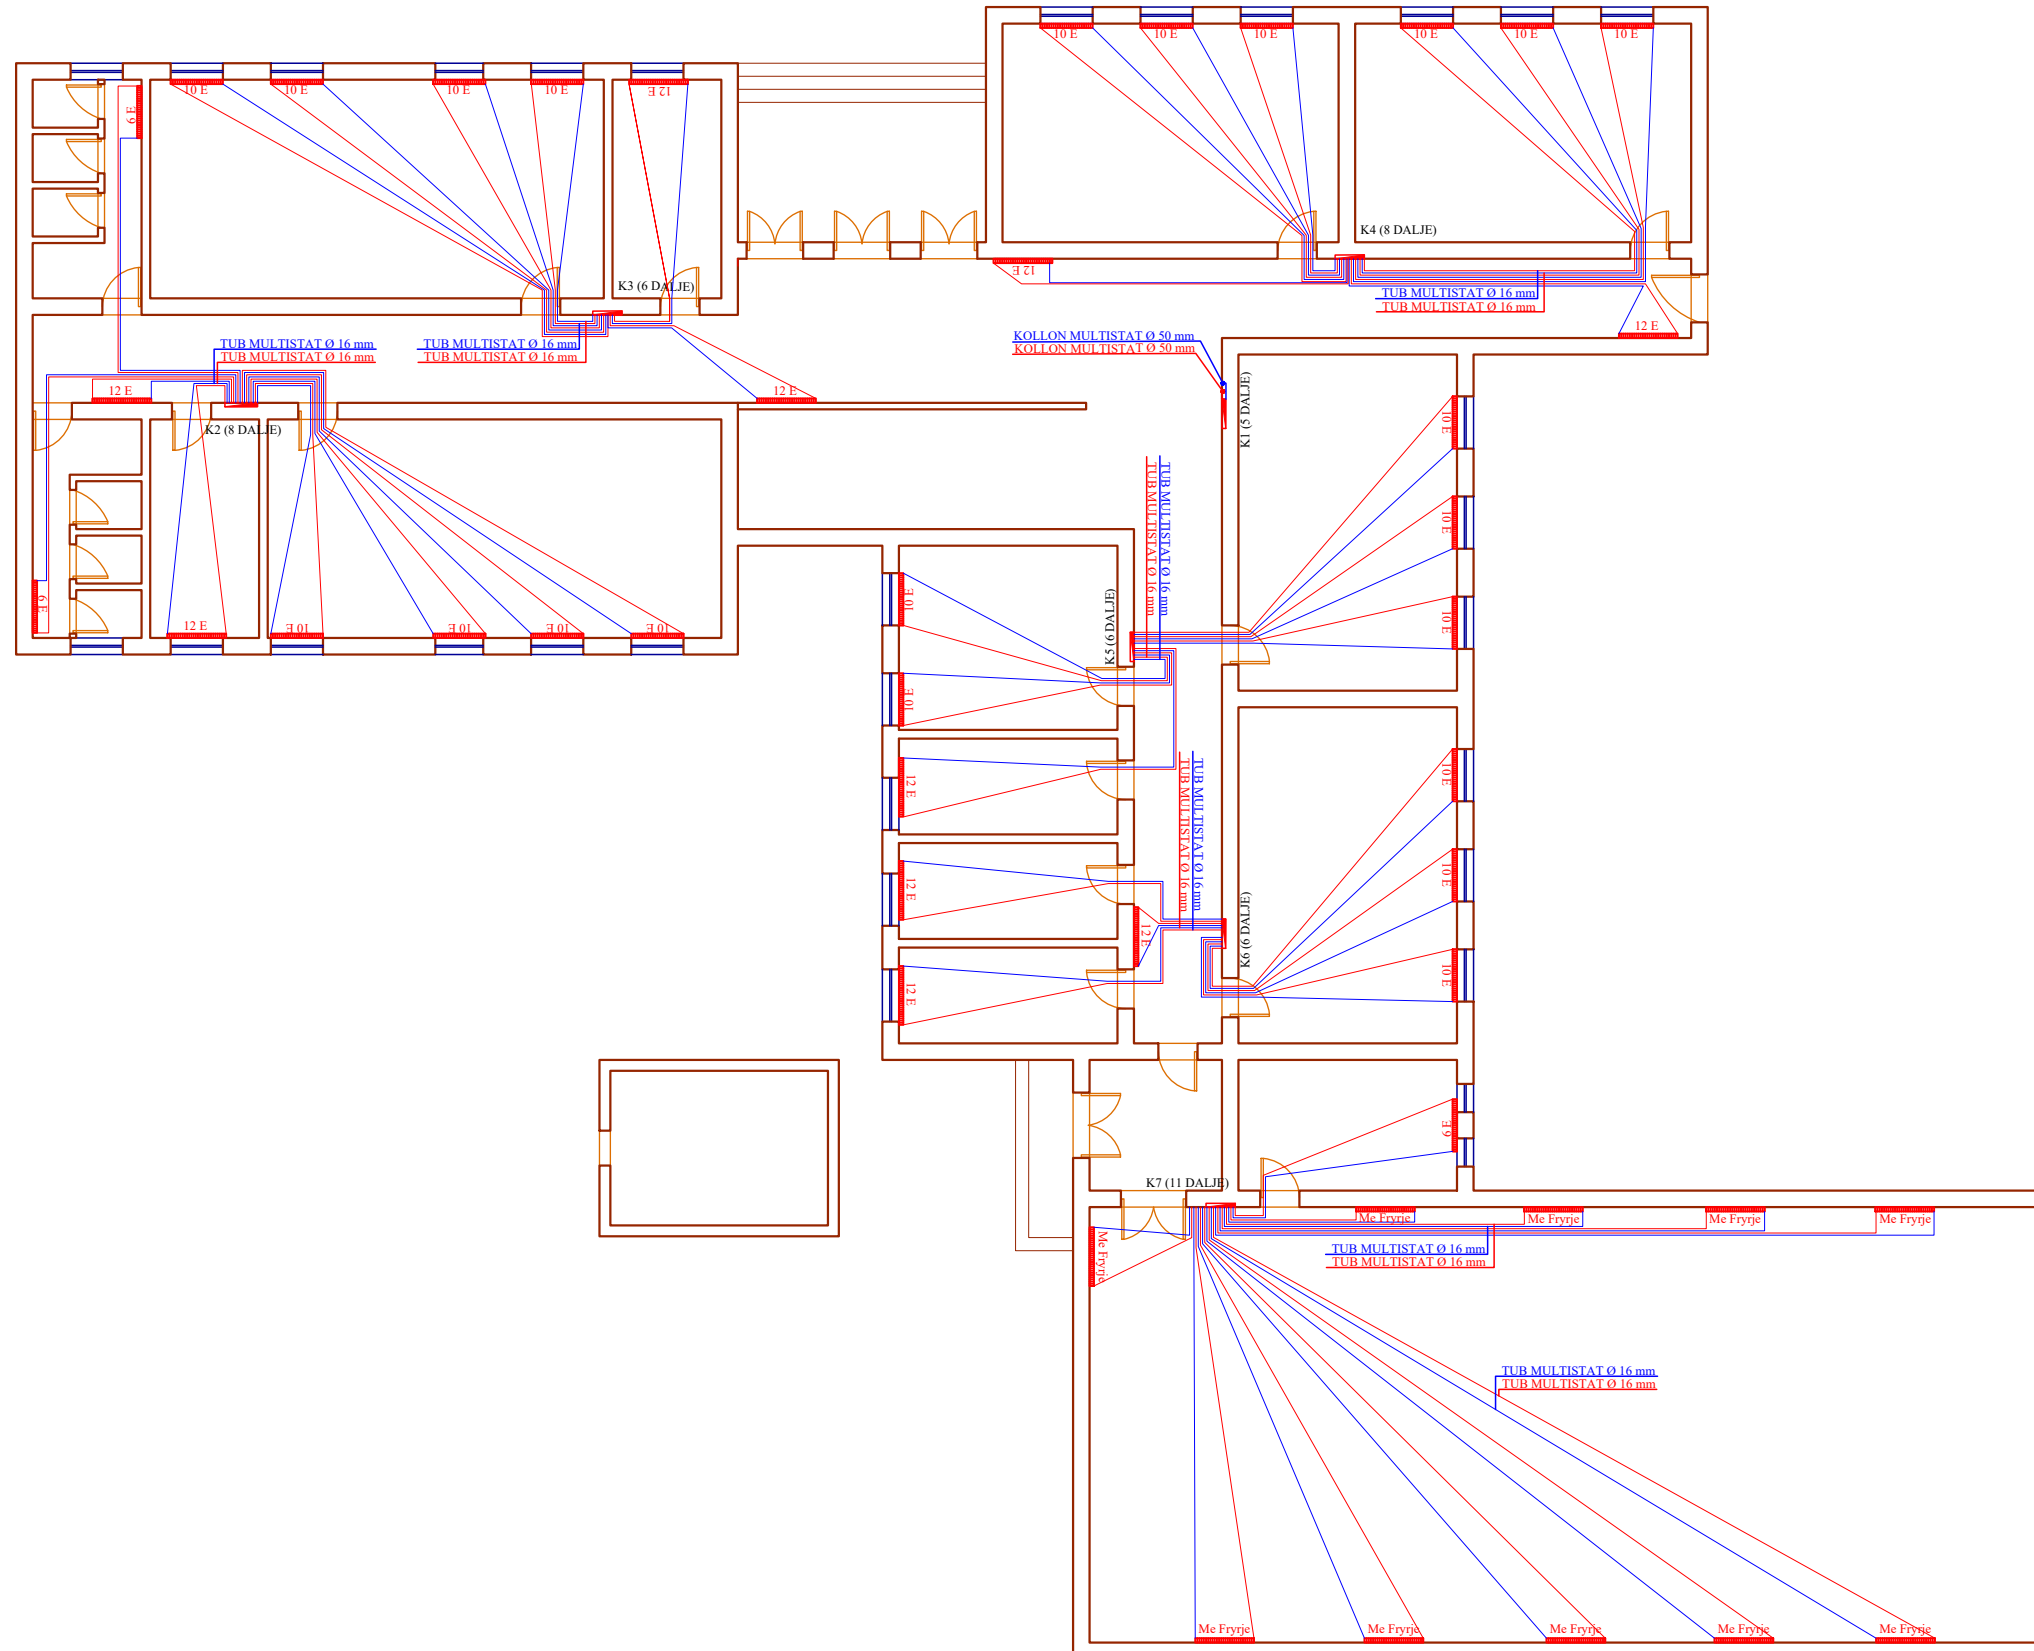 10 E
10 E
10 E
10 E
10 E
10 E
10 E
10 E
10 E
10 E
12 E
6 E
K4 (8 DALJE)
12 E
K3 (6 DALJE)
TUB MULTISTAT Ø 16 mm
TUB MULTISTAT Ø 16 mm
12 E
KOLLON MULTISTAT Ø 50 mm
KOLLON MULTISTAT Ø 50 mm
TUB MULTISTAT Ø 16 mm
TUB MULTISTAT Ø 16 mm
TUB MULTISTAT Ø 16 mm
TUB MULTISTAT Ø 16 mm
12 E
12 E
K2 (8 DALJE)
K1 (5 DALJE)
10 E
10 E
10 E
TUB MULTISTAT Ø 16 mm
TUB MULTISTAT Ø 16 mm
6 E
12 E
10 E
10 E
10 E
10 E
10 E
10 E
K5 (6 DALJE)
12 E
TUB MULTISTAT Ø 16 mm
TUB MULTISTAT Ø 16 mm
10 E
10 E
10 E
12 E
12 E
K6 (6 DALJE)
12 E
6 E
K7 (11 DALJE)
Me Fryrje
Me Fryrje
Me Fryrje
Me Fryrje
Me Fryrje
TUB MULTISTAT Ø 16 mm
TUB MULTISTAT Ø 16 mm
TUB MULTISTAT Ø 16 mm
TUB MULTISTAT Ø 16 mm
Me Fryrje
Me Fryrje
Me Fryrje
Me Fryrje
Me Fryrje